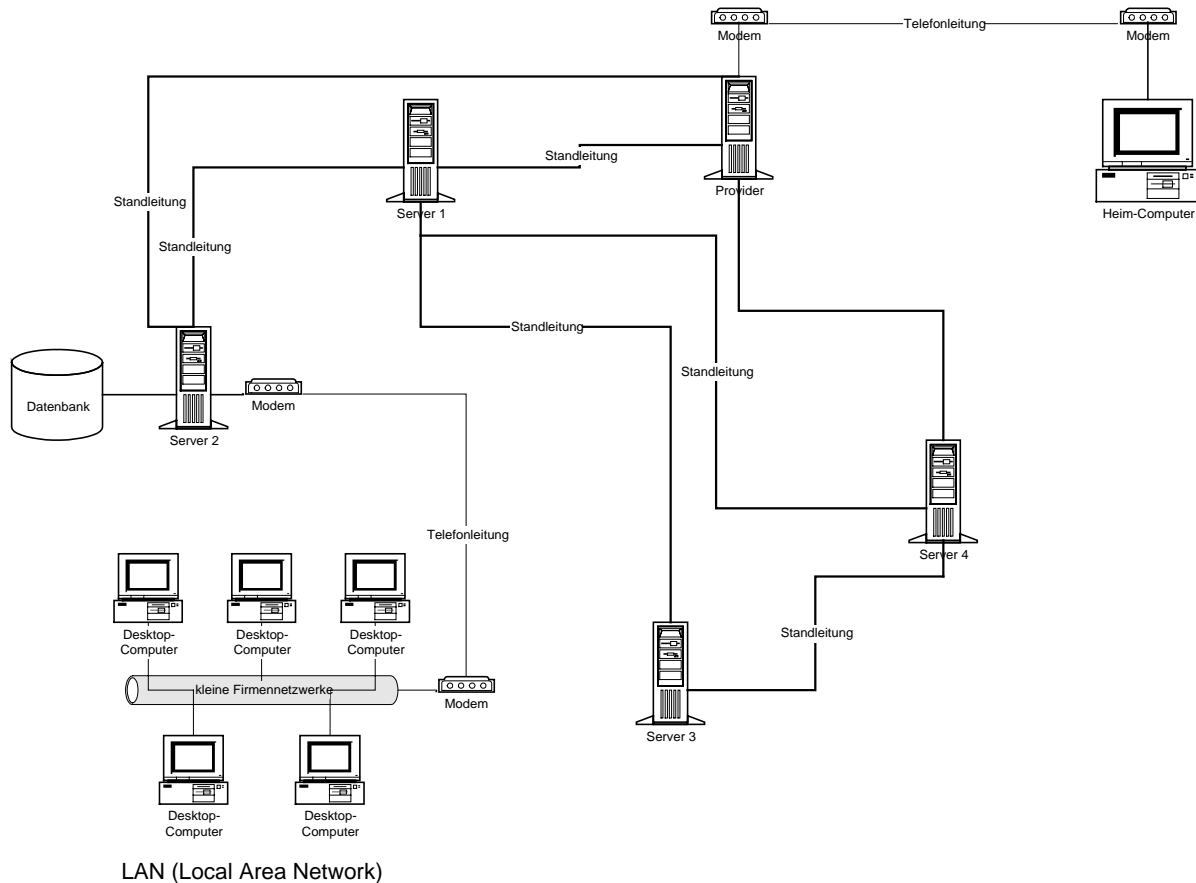 Modem
Telefonleitung
Modem
Standleitung
Provider
Heim-Computer
Standleitung
Server 1
Standleitung
Standleitung
Standleitung
Datenbank
Modem
Server 2
Telefonleitung
Server 4
Desktop-
Computer
Desktop-
Computer
Desktop-
Computer
Standleitung
kleine Firmennetzwerke
Modem
Server 3
Desktop-
Computer
Desktop-
Computer
LAN (Local Area Network)